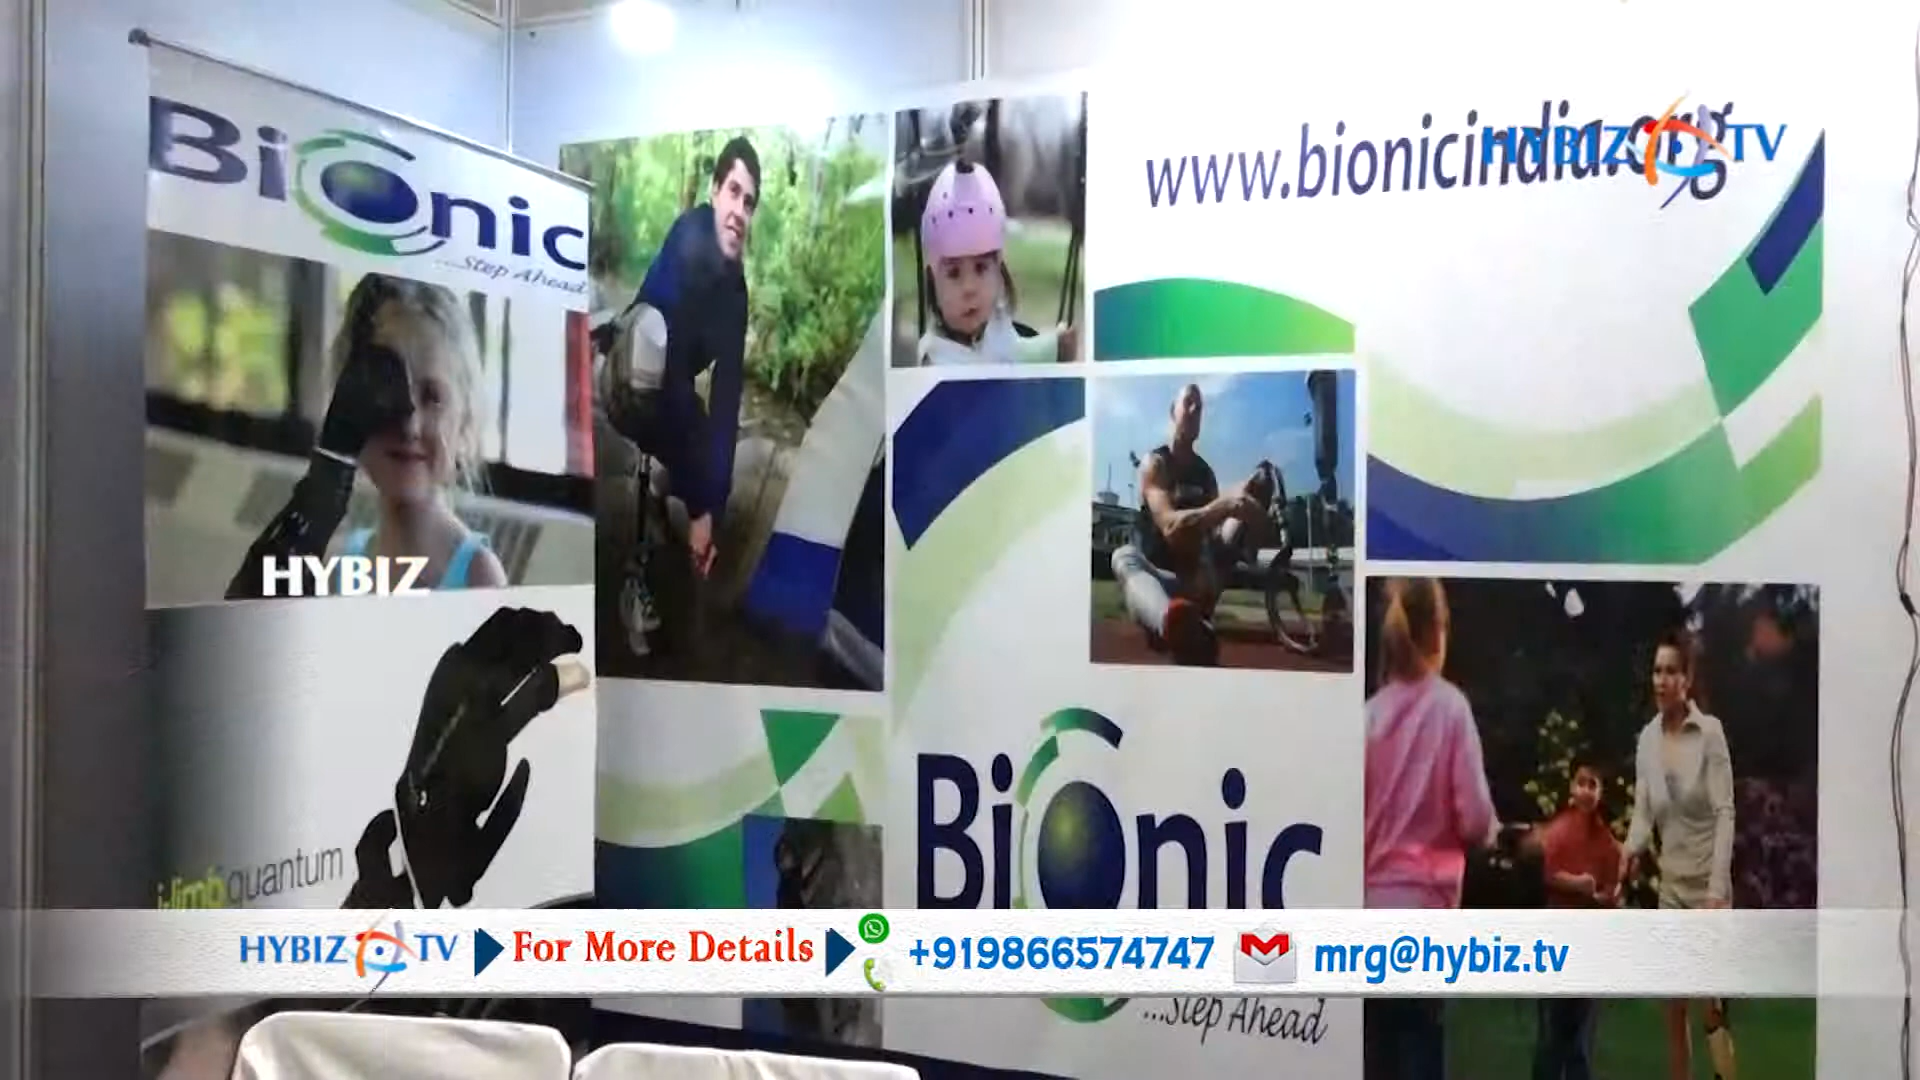 Bionic
...Step Ahead
HYBIZ
i-limb quantum
www.bionicindia.org
HYBIZ TV
Bionic
...Step Ahead
HYBIZ TV For More Details +919866574747 mrg@hybiz.tv